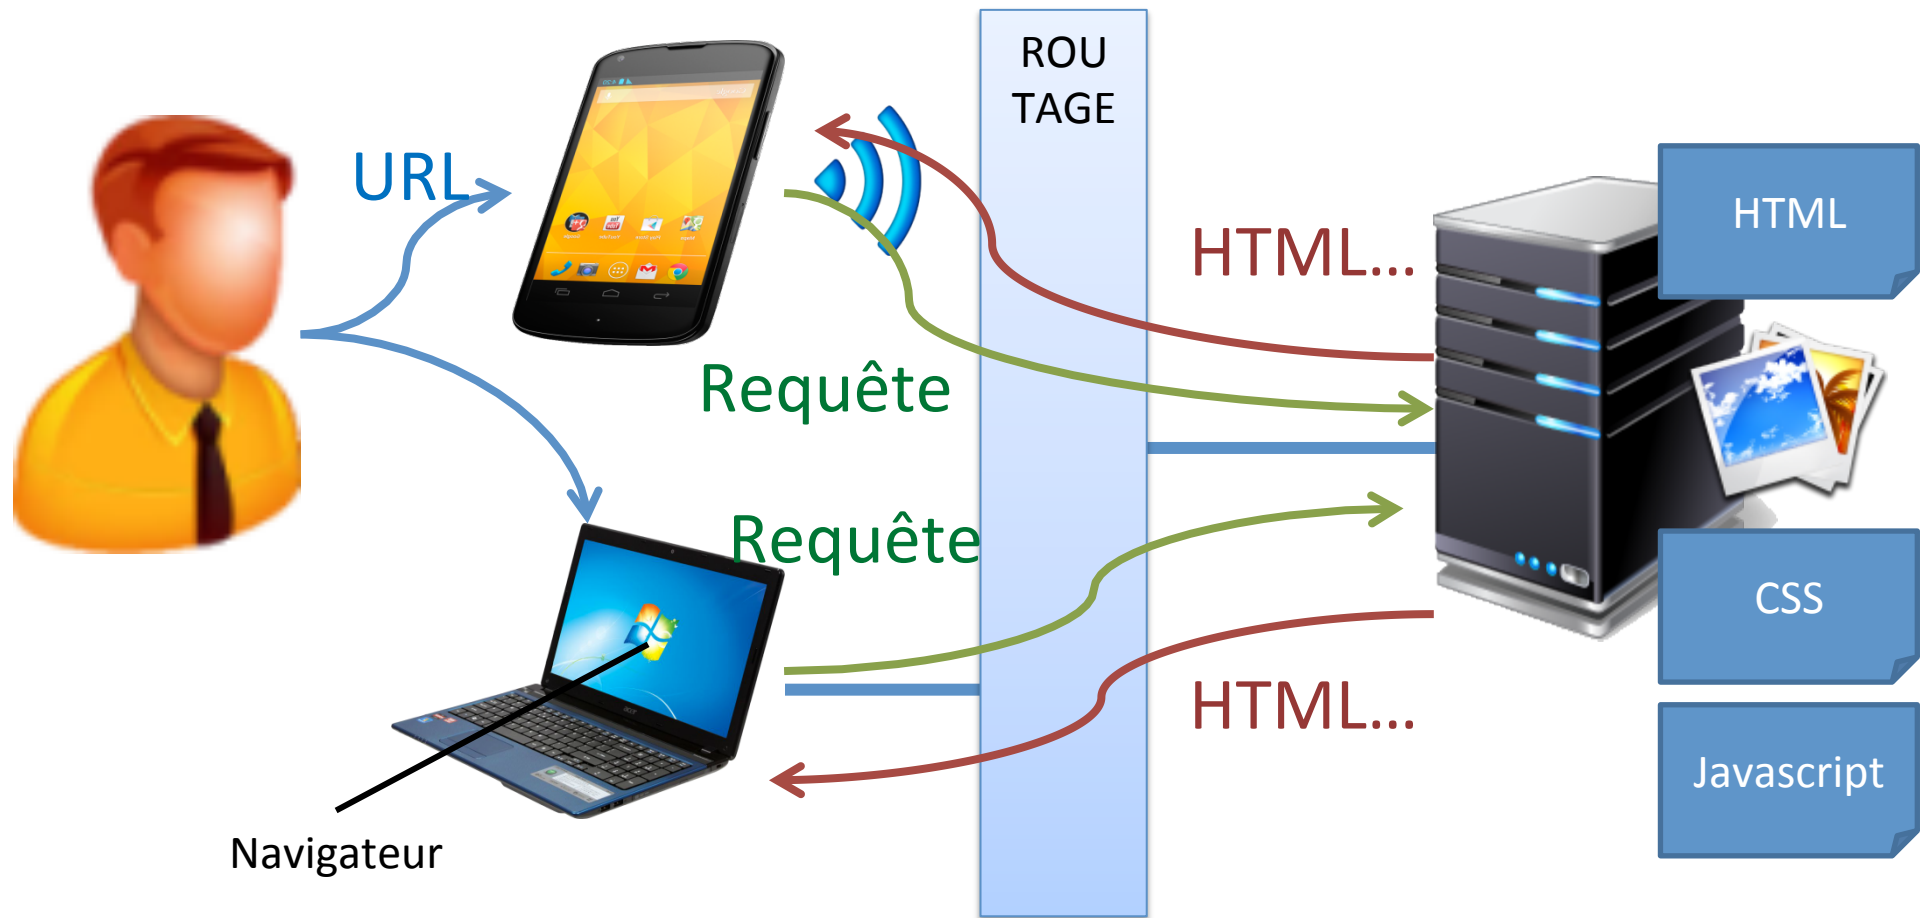 ROU
TAGE
URL
HTML
HTML...
Requête
Requête
CSS
HTML...
Javascript
Navigateur